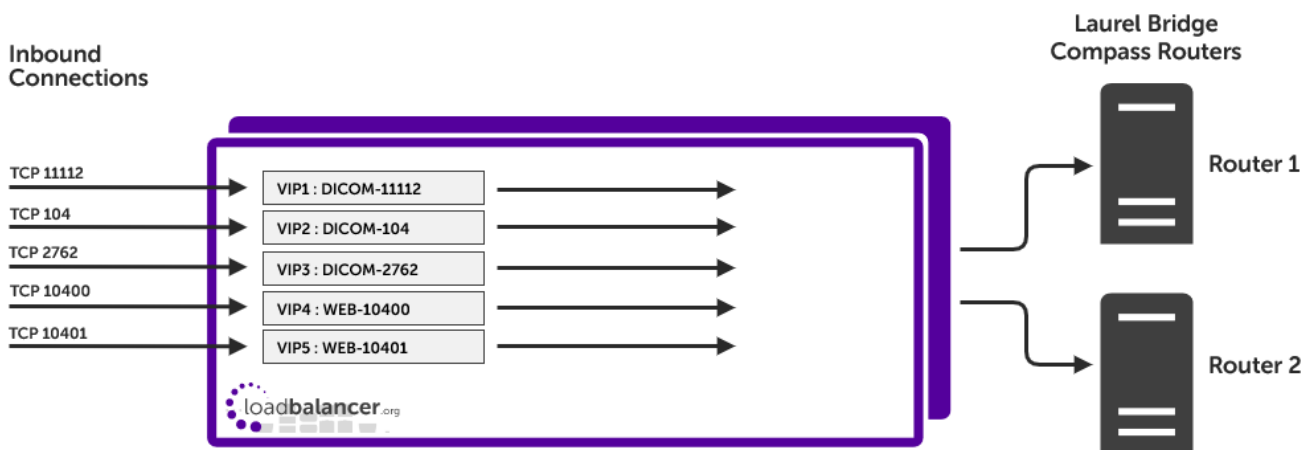 Laurel Bridge
Compass Routers
Inbound
Connections
TCP 11112
VIP1 : DICOM-11112
Router 1
TCP 104
VIP2 : DICOM-104
TCP 2762
VIP3 : DICOM-2762
TCP 10400
VIP4 : WEB-10400
TCP 10401
VIP5 : WEB-10401
Router 2
loadbalancer.org